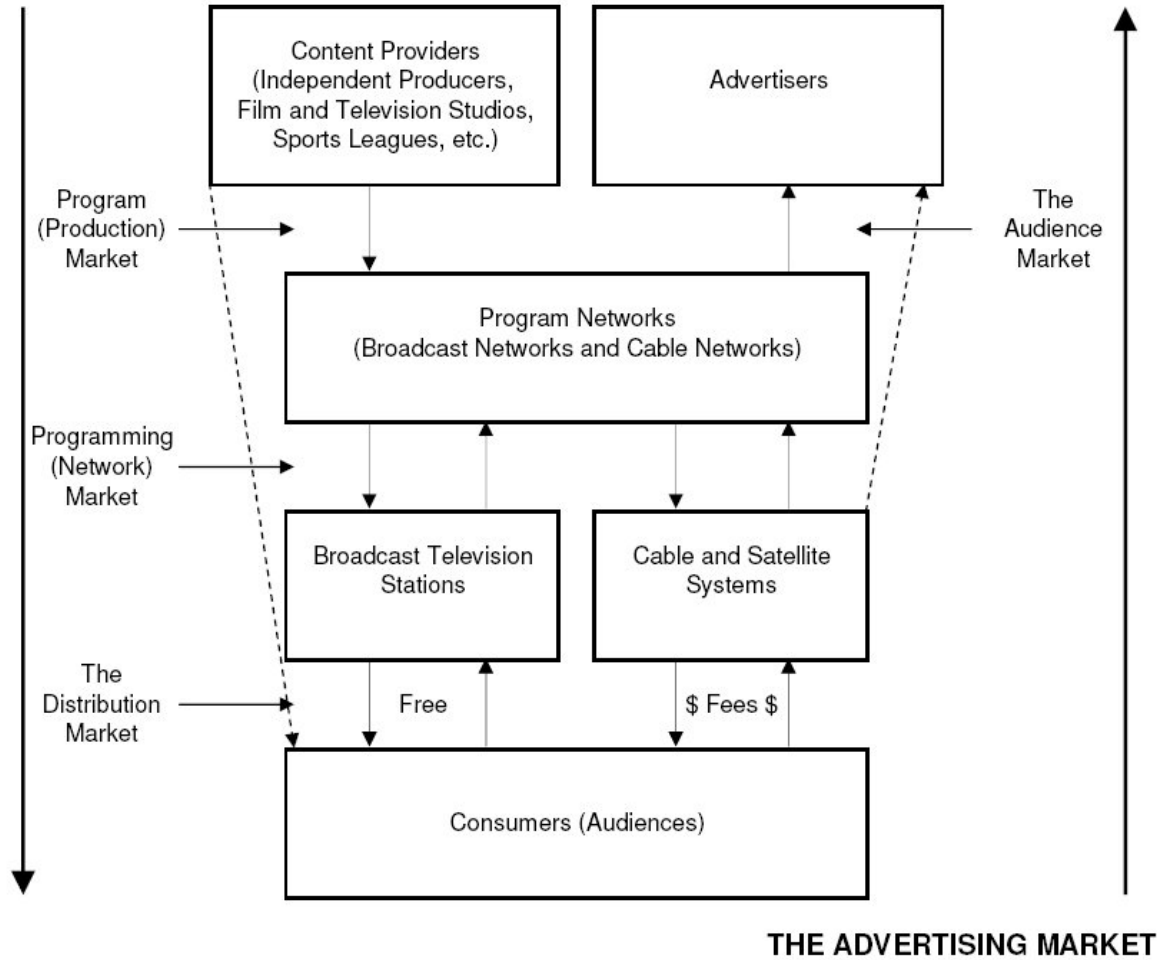 Content Providers
(Independent Producers,
Film and Television Studios,
Sports Leagues, etc.)
Advertisers
Program
(Production)
Market
The
Audience
Market
Program Networks
(Broadcast Networks and Cable Networks)
Programming
(Network)
Market
Broadcast Television
Stations
Cable and Satellite
Systems
The
Distribution
Market
Free
$ Fees $
Consumers (Audiences)
THE ADVERTISING MARKET